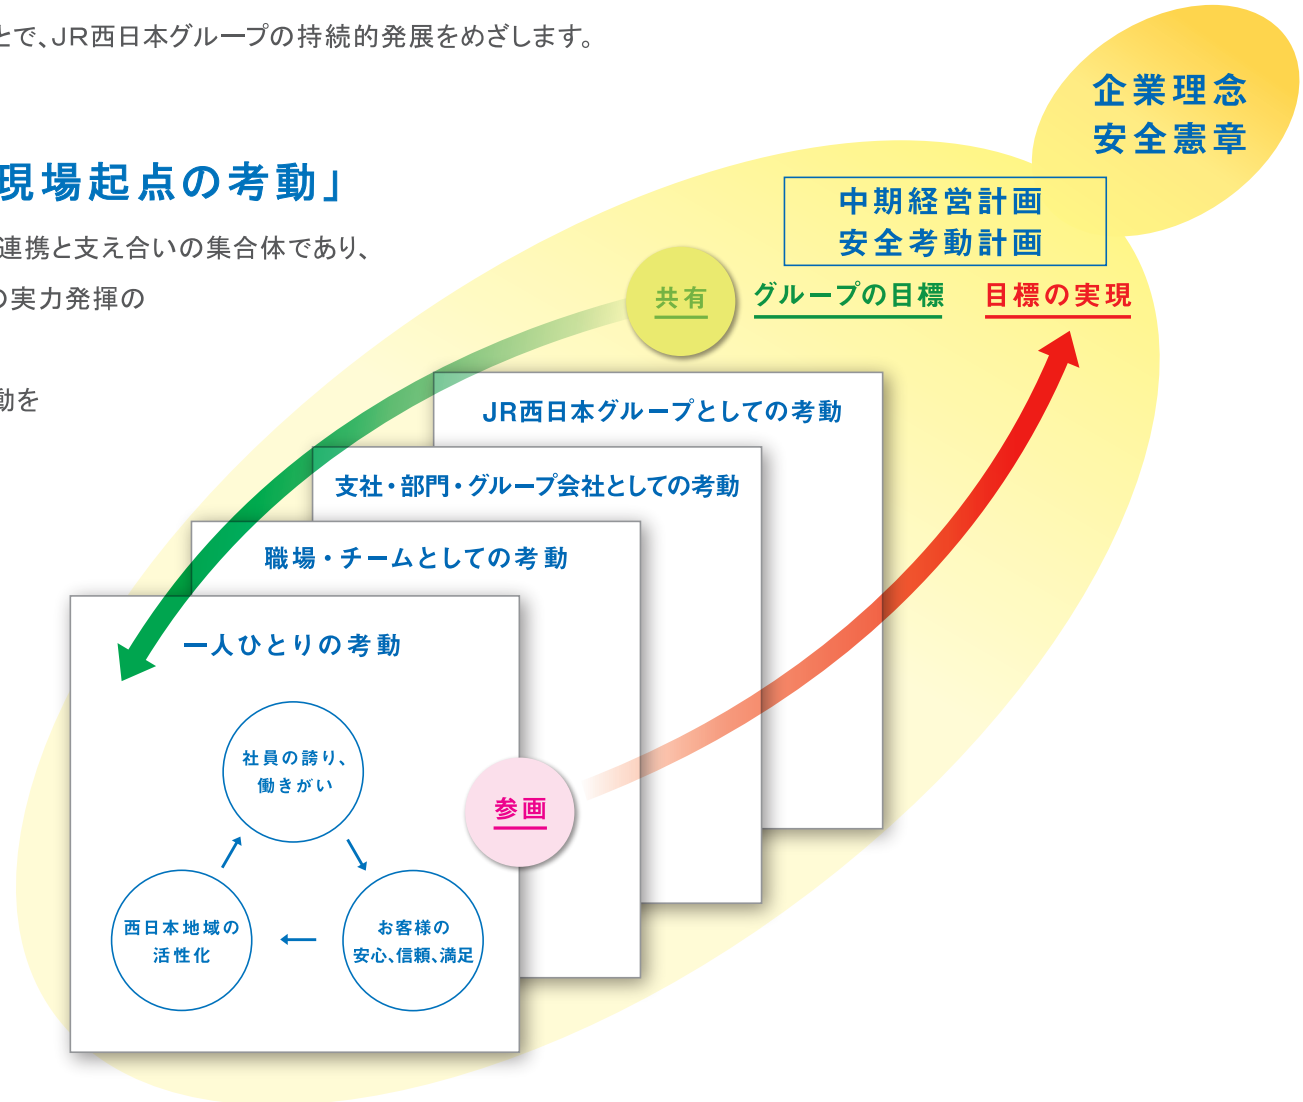 とで、JR西日本グループの持続的発展をめざします。
現場起点の考動」
連携と支え合いの集合体であり、
の実力発揮の
動を
企業理念
安全憲章
中期経営計画
安全考動計画
共有
グループの目標
目標の実現
JR西日本グループとしての考動
支社・部門・グループ会社としての考動
職場・チームとしての考動
一人ひとりの考動
社員の誇り、
働きがい
参画
西日本地域の
活性化
お客様の
安心、信頼、満足